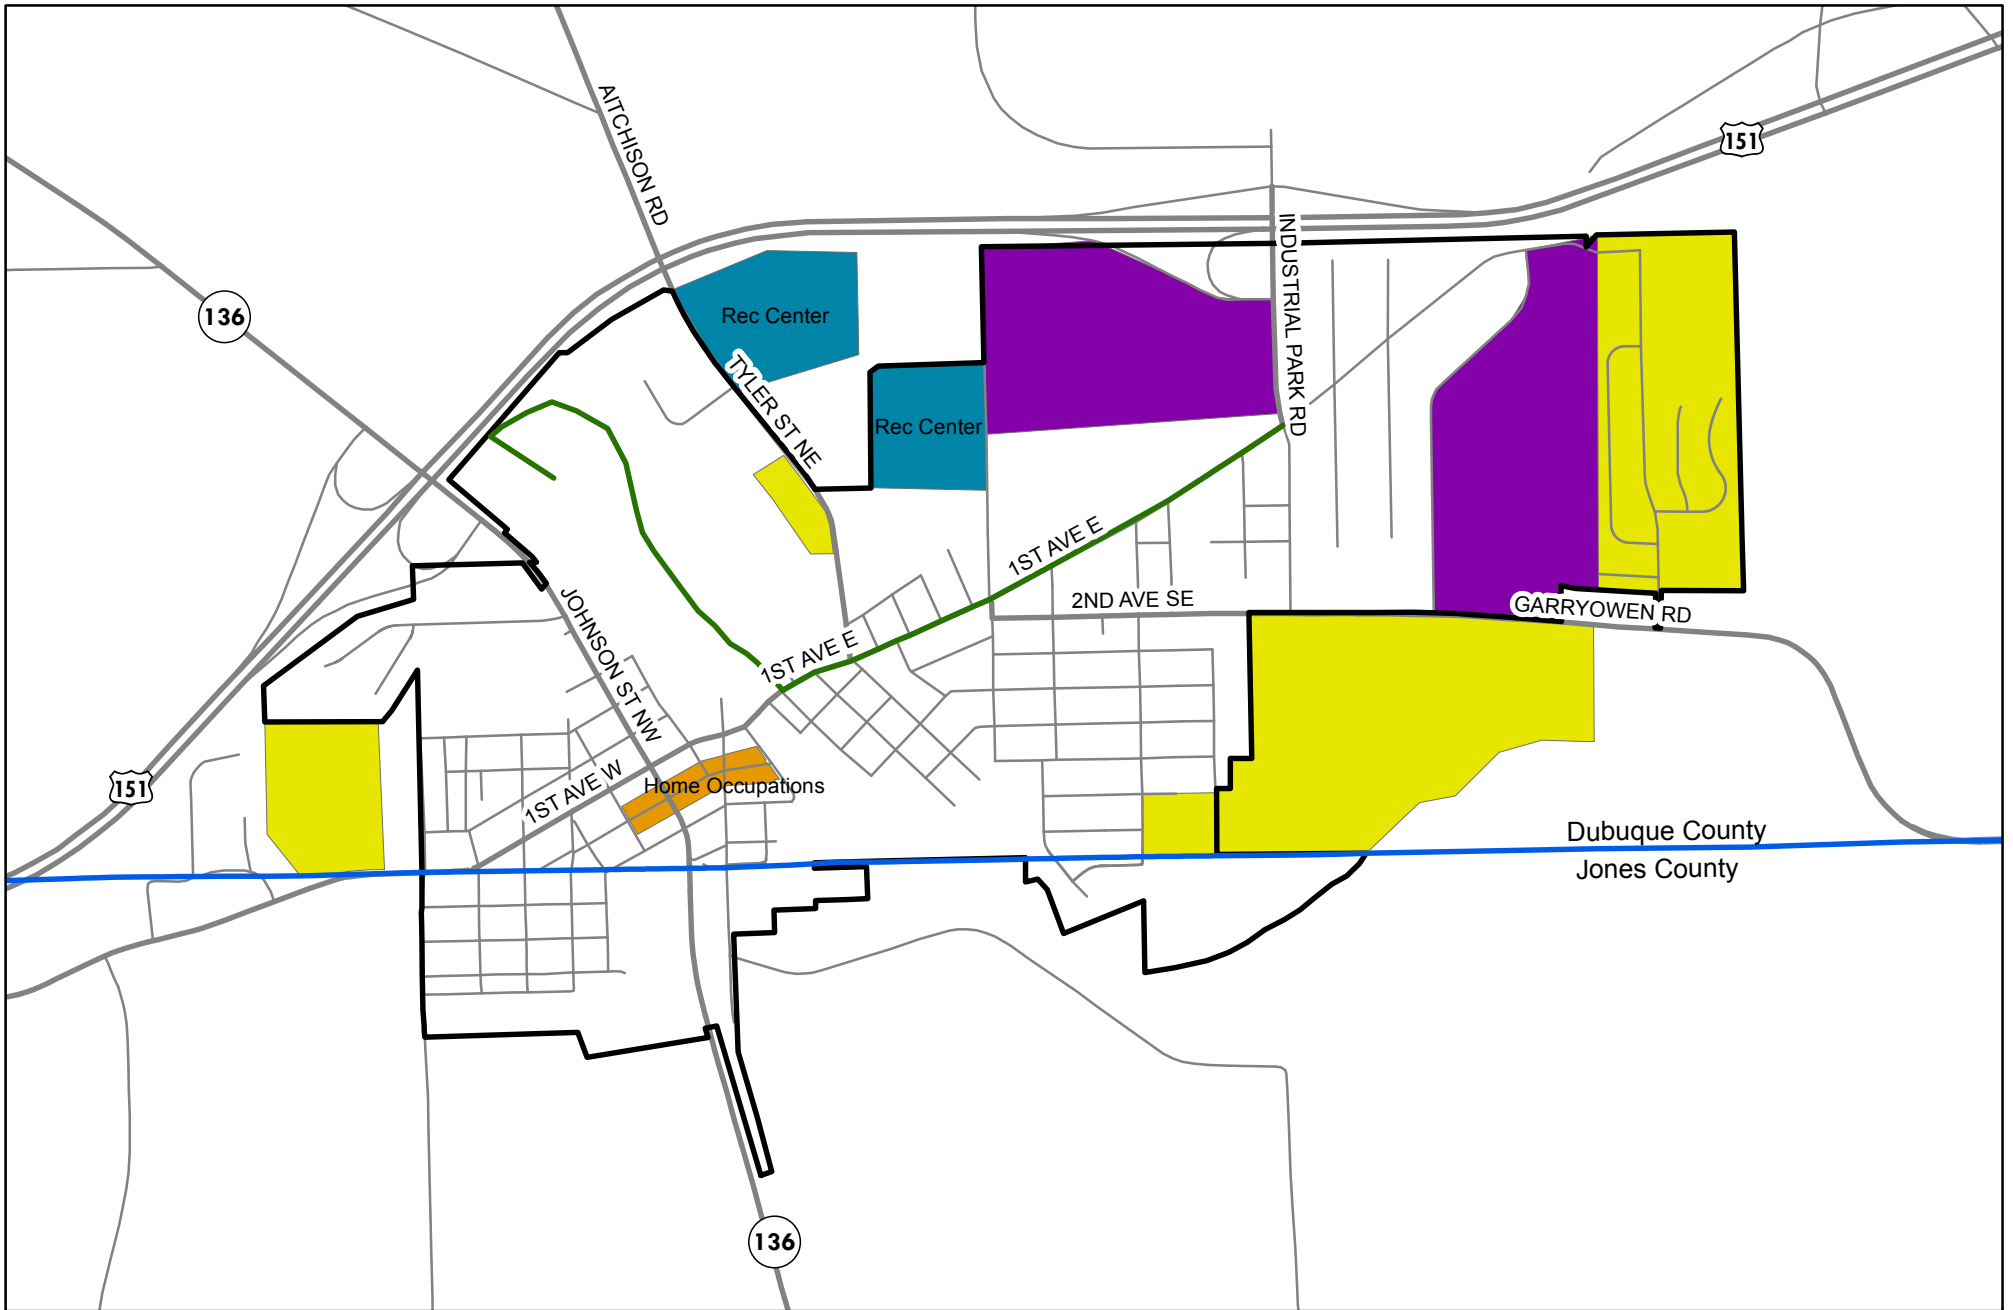 AITCHISON RD
151
136
Rec Center
INDUSTRIAL PARK RD
TYLER ST NE
Rec Center
1ST AVE E
2ND AVE SE
GARRYOWEN RD
JOHNSON ST NW
1ST AVE E
1ST AVE W
Home Occupations
151
Dubuque County
Jones County
136